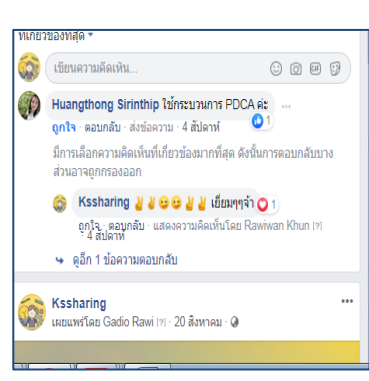 ที่เกี่ยวข้องที่สุด
เขียนความคิดเห็น...
GIF
Huangthong Sirinthip ใช้กระบวนการ PDCA ค่ะ
1
ถูกใจ · ตอบกลับ · ส่งข้อความ · 4 สัปดาห์
มีการเลือกความคิดเห็นที่เกี่ยวข้องมากที่สุด ดังนั้นการตอบกลับบาง
ส่วนอาจถูกกรองออก
Kssharing ✌✌😊😊✌✌ เยี่ยมๆๆจ้า 1
ถูกใจ · ตอบกลับ · แสดงความคิดเห็นโดย Rawiwan Khun [?]
· 4 สัปดาห์
ดูอีก 1 ข้อความตอบกลับ
Kssharing
เผยแพร่โดย Gadio Rawi [?] · 20 สิงหาคม ·